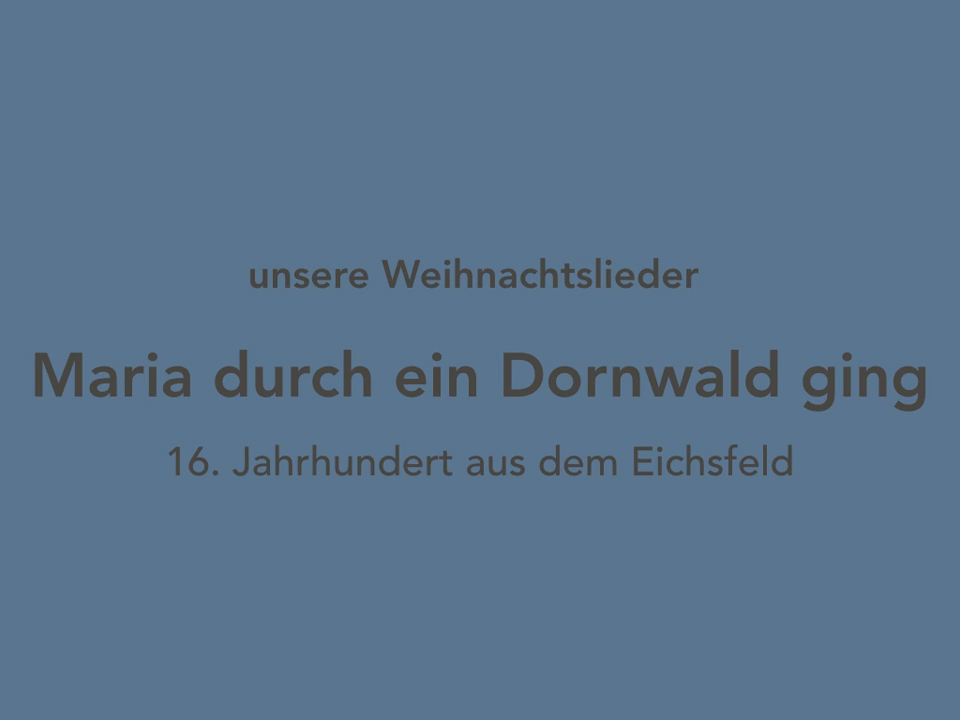 unsere Weihnachtslieder
Maria durch ein Dornwald ging
16. Jahrhundert aus dem Eichsfeld